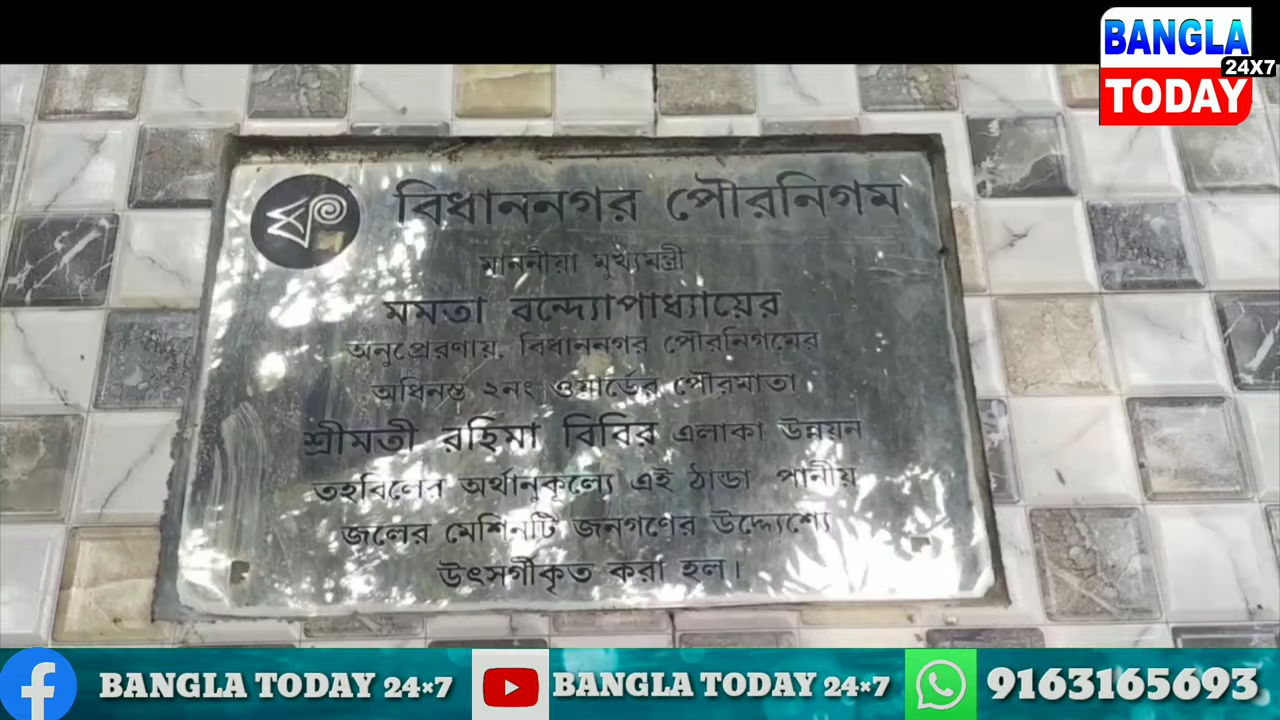 BANGLA
24X7
TODAY
বিধাননগর পৌরনিগম
মাননীয়া মুখ্যমন্ত্রী
মমতা বন্দ্যোপাধ্যায়ের
অনুপ্রেরণায়, বিধাননগর পৌরনিগমের
অধিনস্ত ২নং ওয়ার্ডের পৌরমাতা
শ্রীমতী রহিমা বিবির এলাকা উন্নয়ন
তহবিলের অর্থানুকূল্যে এই ঠান্ডা পানীয়
জলের মেশিনটি জনগণের উদ্দ্যেশ্যে
উৎসর্গীকৃত করা হল।
BANGLA TODAY 24×7
BANGLA TODAY 24×7
9163165693